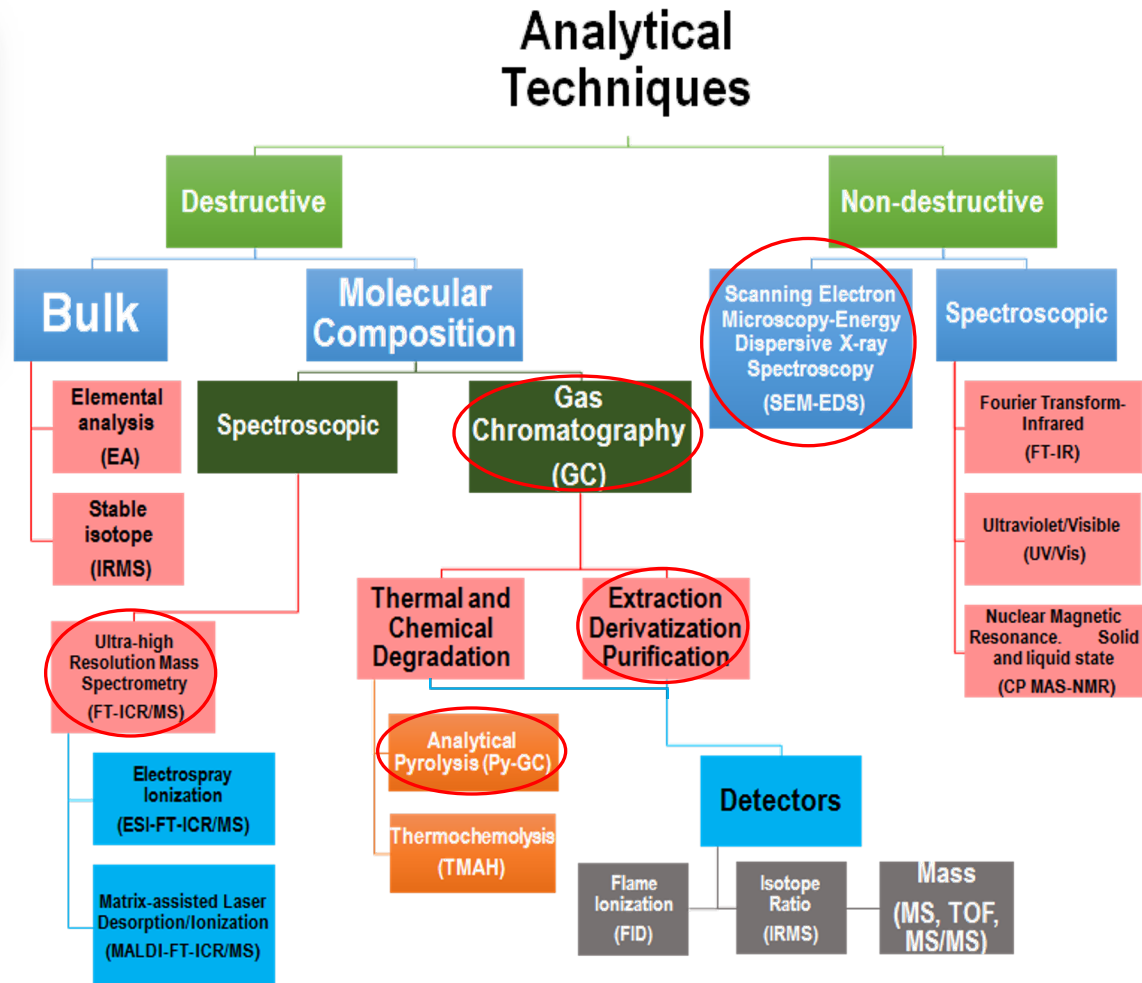 Analytical
Techniques
Destructive
Non-destructive
Bulk
Molecular
Composition
Scanning Electron
Microscopy-Energy
Dispersive X-ray
Spectroscopy
(SEM-EDS)
Spectroscopic
Elemental
analysis
(EA)
Stable
isotope
(IRMS)
Spectroscopic
Gas
Chromatography
(GC)
Fourier Transform-
Infrared
(FT-IR)
Ultraviolet/Visible
(UV/Vis)
Nuclear Magnetic
Resonance. Solid
and liquid state
(CP MAS-NMR)
Ultra-high
Resolution Mass
Spectrometry
(FT-ICR/MS)
Thermal and
Chemical
Degradation
Extraction
Derivatization
Purification
Electrospray
Ionization
(ESI-FT-ICR/MS)
Matrix-assisted Laser
Desorption/Ionization
(MALDI-FT-ICR/MS)
Analytical
Pyrolysis (Py-GC)
Thermochemolysis
(TMAH)
Detectors
Flame
Ionization
(FID)
Isotope
Ratio
(IRMS)
Mass
(MS, TOF,
MS/MS)